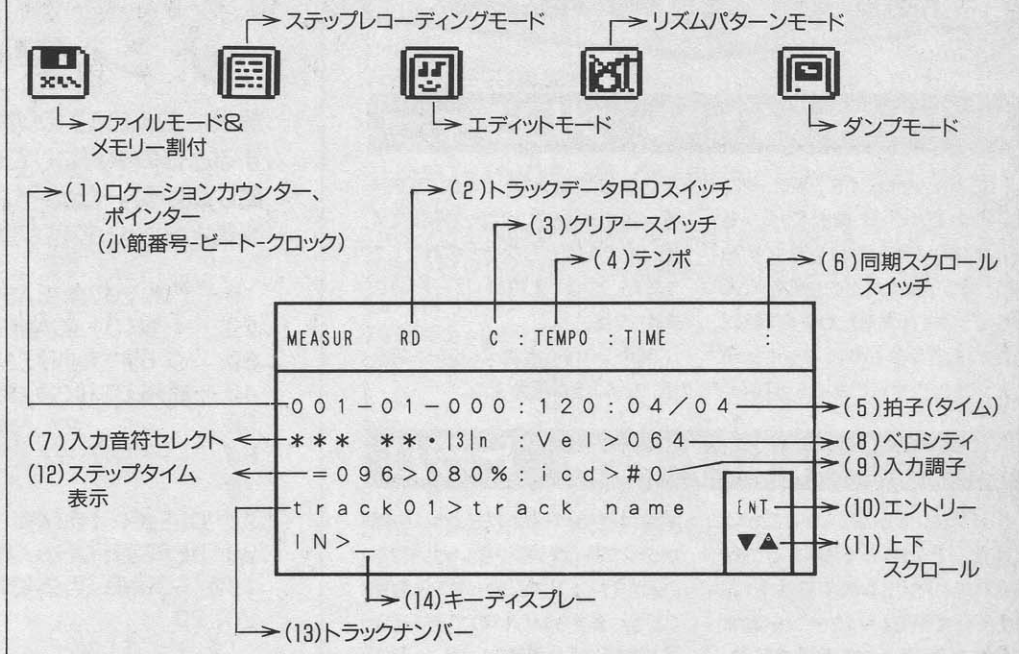 ステップレコーディングモード
リズムパターンモード
ファイルモード&
メモリー割付
エディットモード
ダンプモード
(1)ロケーションカウンター、
ポインター
(小節番号-ビート-クロック)
(2)トラックデータRDスイッチ
(3)クリアースイッチ
(4)テンポ
(6)同期スクロール
スイッチ
MEASUR RD C : TEMPO : TIME :
001-01-000:120:04/04
(5)拍子(タイム)
(7)入力音符セレクト
*** **・|3|n :Vel>064
(8)ベロシティ
(12)ステップタイム
表示
=096>080%:ied>#0
(9)入力調子
track01>track name
ENT
(10)エントリー
IN>_
▼▲
(11)上下
スクロール
(14)キーディスプレー
(13)トラックナンバー